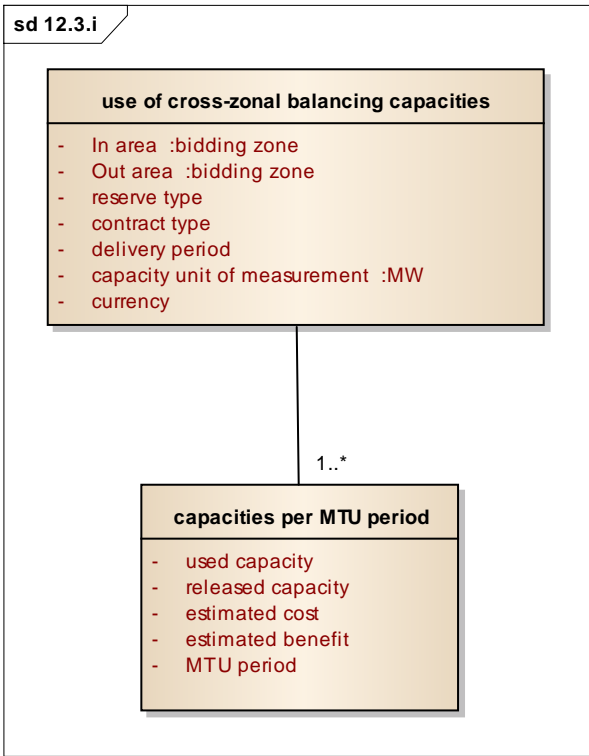 sd 12.3.i
use of cross-zonal balancing capacities
- In area :bidding zone
- Out area :bidding zone
- reserve type
- contract type
- delivery period
- capacity unit of measurement :MW
- currency
1..*
capacities per MTU period
- used capacity
- released capacity
- estimated cost
- estimated benefit
- MTU period